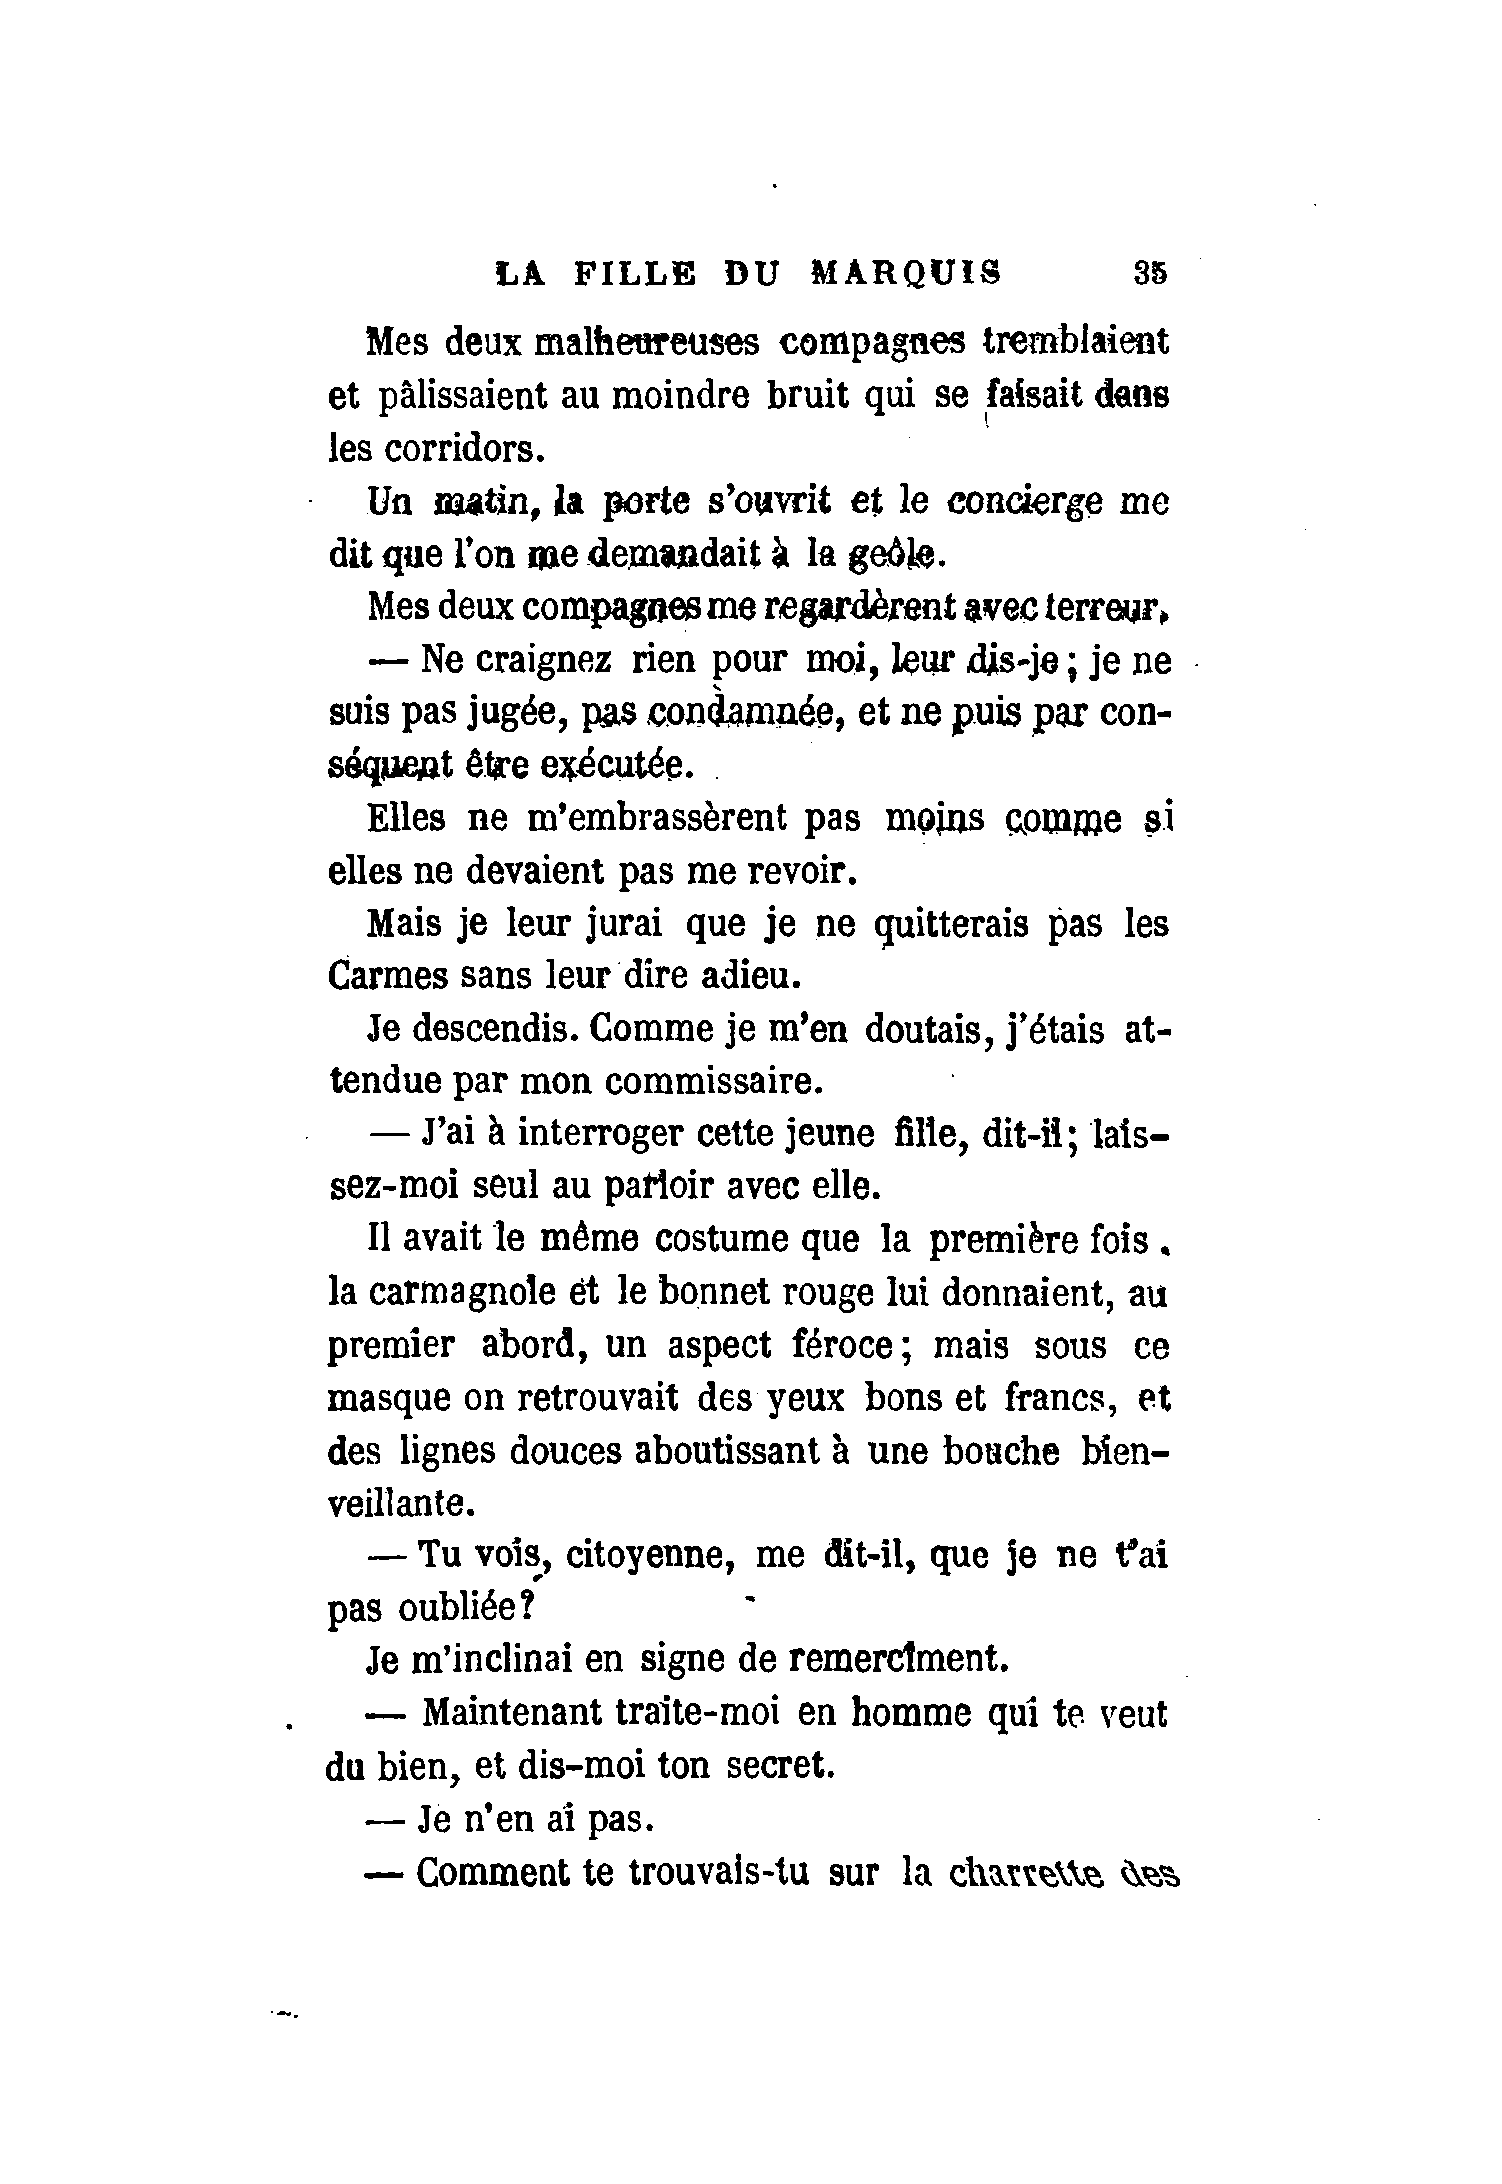 LA FILLE DU MARQUIS 35
Mes deux malheureuses compagnes tremblaient
et pâlissaient au moindre bruit qui se faisait dans
les corridors.
Un matin, la porte s'ouvrit et le concierge me
dit que l'on me demandait à la geôle.
Mes deux compagnes me regardèrent avec terreur.
— Ne craignez rien pour moi, leur dis-je ; je ne
suis pas jugée, pas condamnée, et ne puis par con-
séquent être exécutée.
Elles ne m'embrassèrent pas moins comme si
elles ne devaient pas me revoir.
Mais je leur jurai que je ne quitterais pas les
Carmes sans leur dire adieu.
Je descendis. Comme je m'en doutais, j'étais at-
tendue par mon commissaire.
— J'ai à interroger cette jeune fille, dit-il ; lais-
sez-moi seul au parloir avec elle.
Il avait le même costume que la première fois .
la carmagnole et le bonnet rouge lui donnaient, au
premier abord, un aspect féroce ; mais sous ce
masque on retrouvait des yeux bons et francs, et
des lignes douces aboutissant à une bouche bien-
veillante.
— Tu vois, citoyenne, me dit-il, que je ne t'ai
pas oubliée ?
Je m'inclinai en signe de remercîment.
— Maintenant traite-moi en homme qui te veut
du bien, et dis-moi ton secret.
— Je n'en ai pas.
— Comment te trouvais-tu sur la charrette des